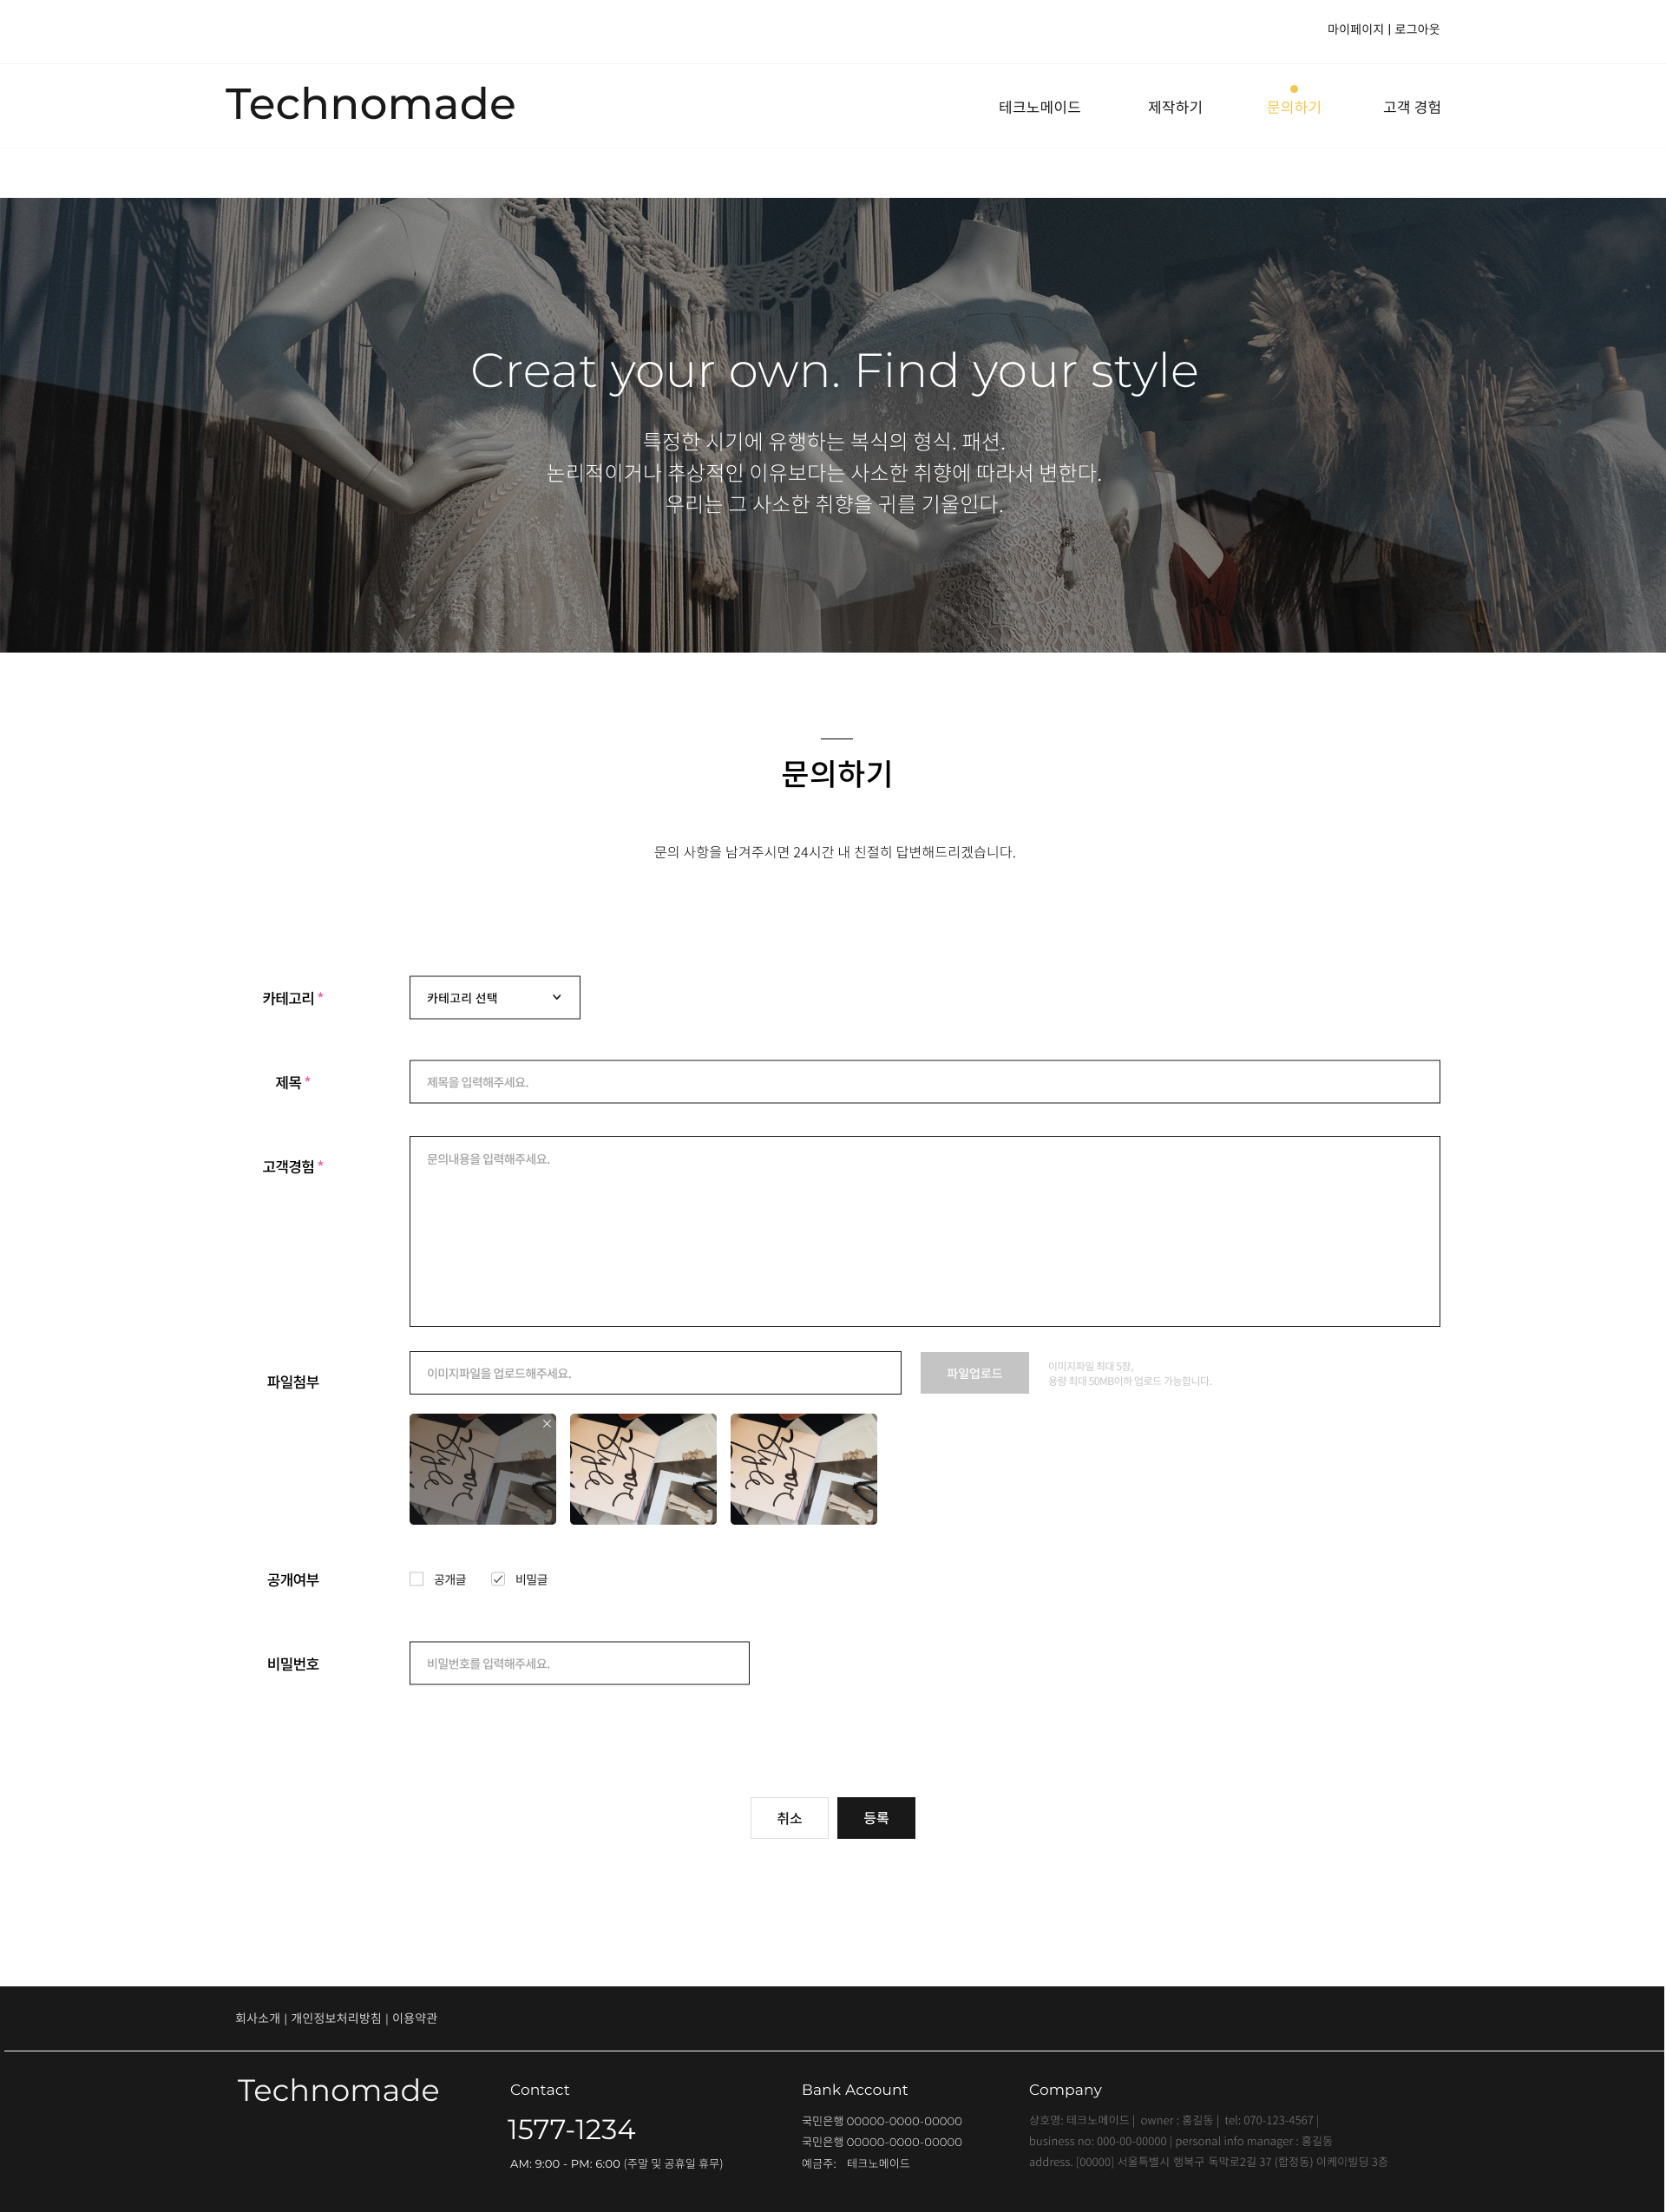 마이페이지 | 로그아웃
Technomade
테크노메이드 제작하기 문의하기 고객 경험
Creat your own. Find your style
특정한 시기에 유행하는 복식의 형식. 패션.
논리적이거나 추상적인 이유보다는 사소한 취향에 따라서 변한다.
우리는 그 사소한 취향을 귀를 기울인다.
문의하기
문의 사항을 남겨주시면 24시간 내 친절히 답변해드리겠습니다.
카테고리 *
카테고리 선택
제목 *
제목을 입력해주세요.
고객경험 *
문의내용을 입력해주세요.
파일첨부
이미지파일을 업로드해주세요.
파일업로드
이미지파일 최대 5장,
용량 최대 50MB이하 업로드 가능합니다.
공개여부
공개글 비밀글
비밀번호
비밀번호를 입력해주세요.
취소 등록
회사소개 | 개인정보처리방침 | 이용약관
Technomade
Contact
1577-1234
AM: 9:00 - PM: 6:00 (주말 및 공휴일 휴무)
Bank Account
국민은행 00000-0000-00000
국민은행 00000-0000-00000
예금주: 테크노메이드
Company
상호명: 테크노메이드 | owner : 홍길동 | tel: 070-123-4567 |
business no: 000-00-00000 | personal info manager : 홍길동
address. [00000] 서울특별시 행복구 독막로2길 37 (합정동) 이케이빌딩 3층